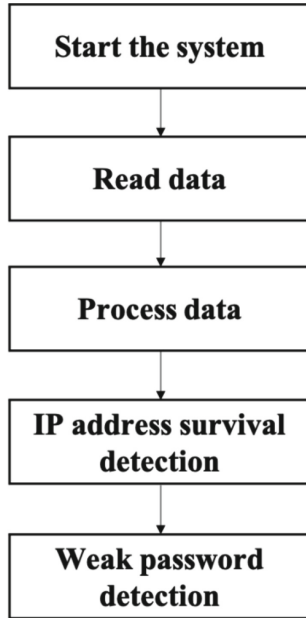 Start the system
Read data
Process data
IP address survival
detection
Weak password
detection